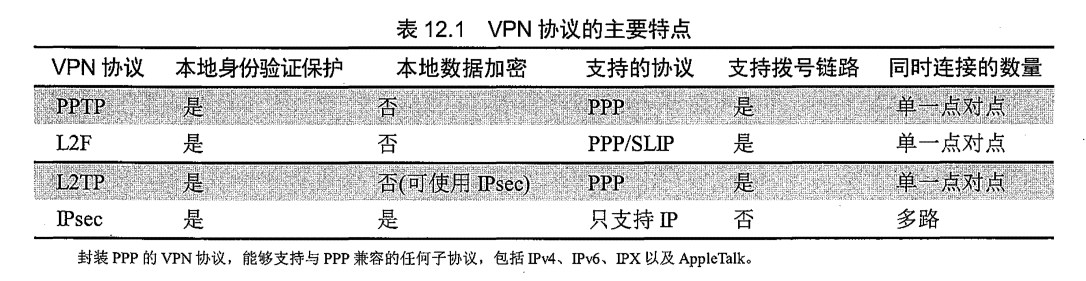 表 12.1 VPN 协议的主要特点
VPN 协议 本地身份验证保护 本地数据加密 支持的协议 支持拨号链路 同时连接的数量
PPTP 是 否 PPP 是 单一点对点
L2F 是 否 PPP/SLIP 是 单一点对点
L2TP 是 否(可使用 IPsec) PPP 是 单一点对点
IPsec 是 是 只支持 IP 否 多路
封装 PPP 的 VPN 协议，能够支持与 PPP 兼容的任何子协议，包括 IPv4、IPv6、IPX 以及 AppleTalk。